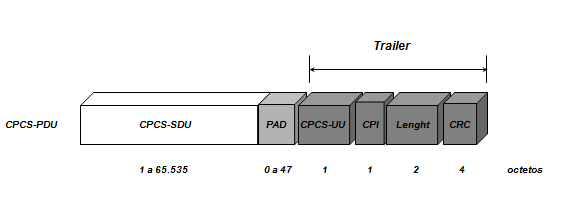 Trailer
CPCS-PDU CPCS-SDU PAD CPCS-UU CPI Lenght CRC
1 a 65.535 0 a 47 1 1 2 4 octetos